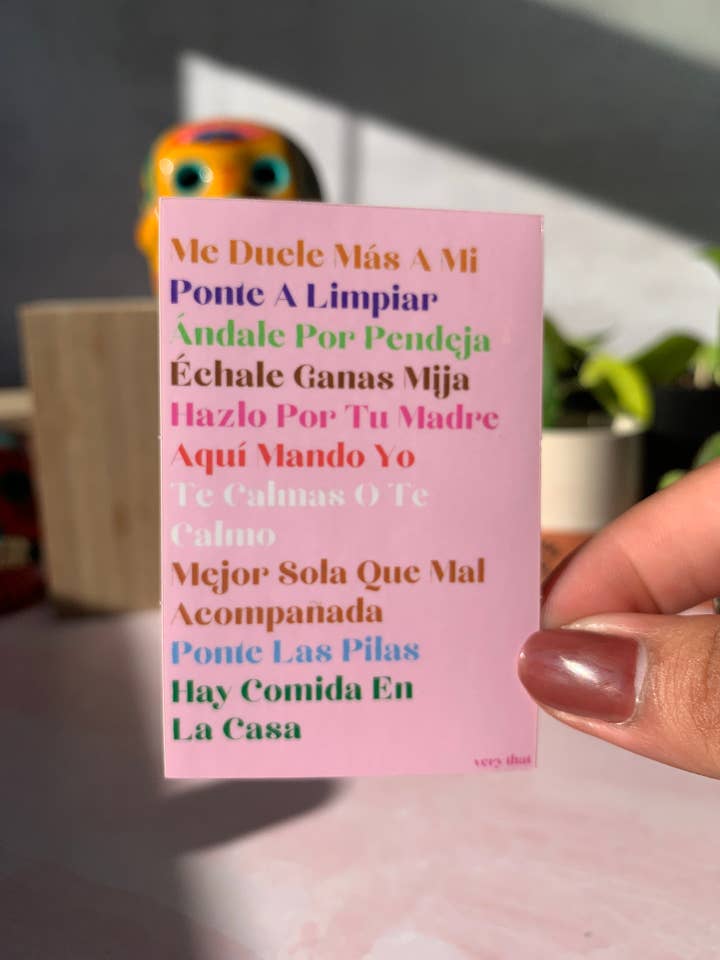 Me Duele Más A Mi
Ponte A Limpiar
Ándale Por Pendeja
Échale Ganas Mija
Hazlo Por Tu Madre
Aquí Mando Yo
Te Calmas O Te
Calmo
Mejor Sola Que Mal
Acompañada
Ponte Las Pilas
Hay Comida En
La Casa
very that